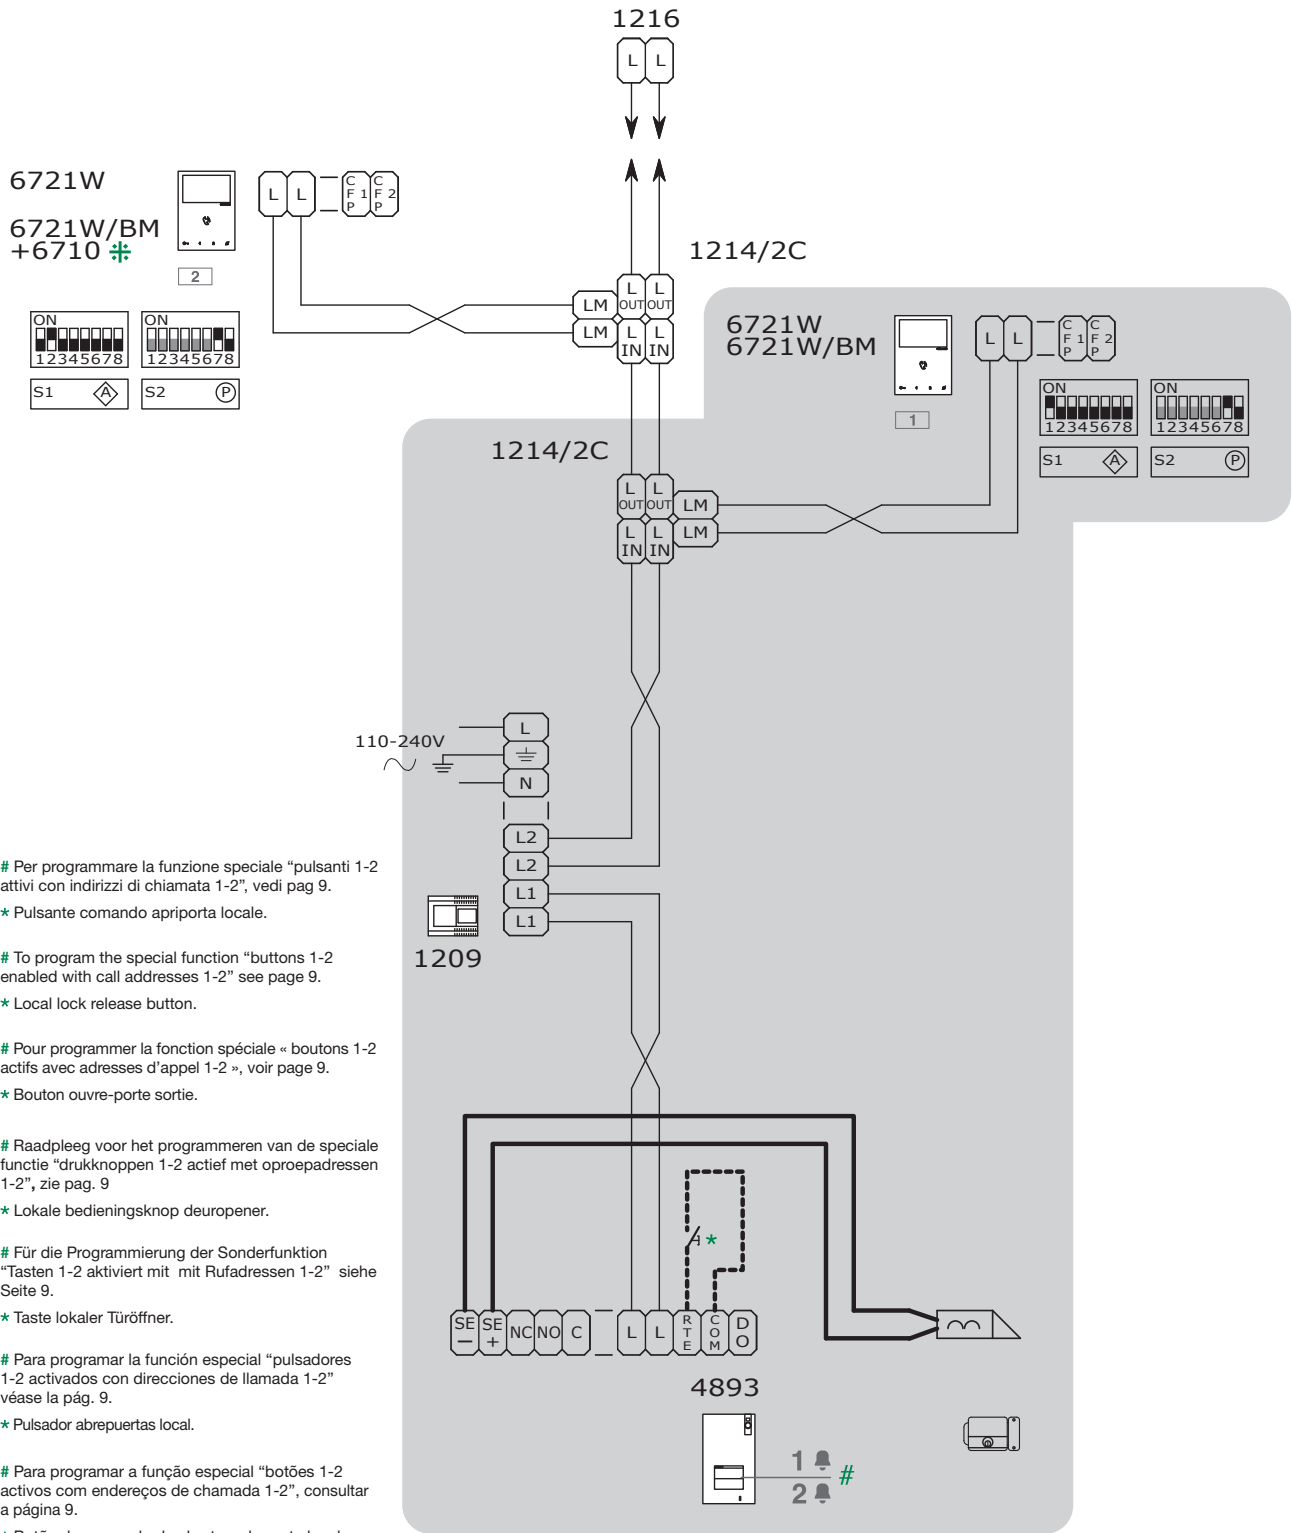 1216
L L
6721W
6721W/BM
+6710
L L CFP 1 CFP 2
2
1214/2C
LM L OUT L OUT
LM L IN L IN
ON
12345678
ON
12345678
S1 A
S2 P
6721W
6721W/BM
L L CFP 1 CFP 2
1
ON
12345678
ON
12345678
S1 A
S2 P
1214/2C
L OUT L OUT LM
L IN L IN LM
110-240V
L
N
L2
L2
L1
L1
1209
# Per programmare la funzione speciale “pulsanti 1-2
attivi con indirizzi di chiamata 1-2”, vedi pag 9.
* Pulsante comando apriporta locale.
# To program the special function “buttons 1-2
enabled with call addresses 1-2” see page 9.
* Local lock release button.
# Pour programmer la fonction spéciale « boutons 1-2
actifs avec adresses d’appel 1-2 », voir page 9.
* Bouton ouvre-porte sortie.
# Raadpleeg voor het programmeren van de speciale
functie “drukknoppen 1-2 actief met oproepadressen
1-2”, zie pag. 9
* Lokale bedieningsknop deuropener.
# Für die Programmierung der Sonderfunktion
“Tasten 1-2 aktiviert mit mit Rufadressen 1-2” siehe
Seite 9.
* Taste lokaler Türöffner.
# Para programar la función especial “pulsadores
1-2 activados con direcciones de llamada 1-2”
véase la pág. 9.
* Pulsador abrepuertas local.
# Para programar a função especial “botões 1-2
activos com endereços de chamada 1-2”, consultar
a página 9.
*
SE − SE + NC NO C L L RTE COM DO
4893
1
2
#